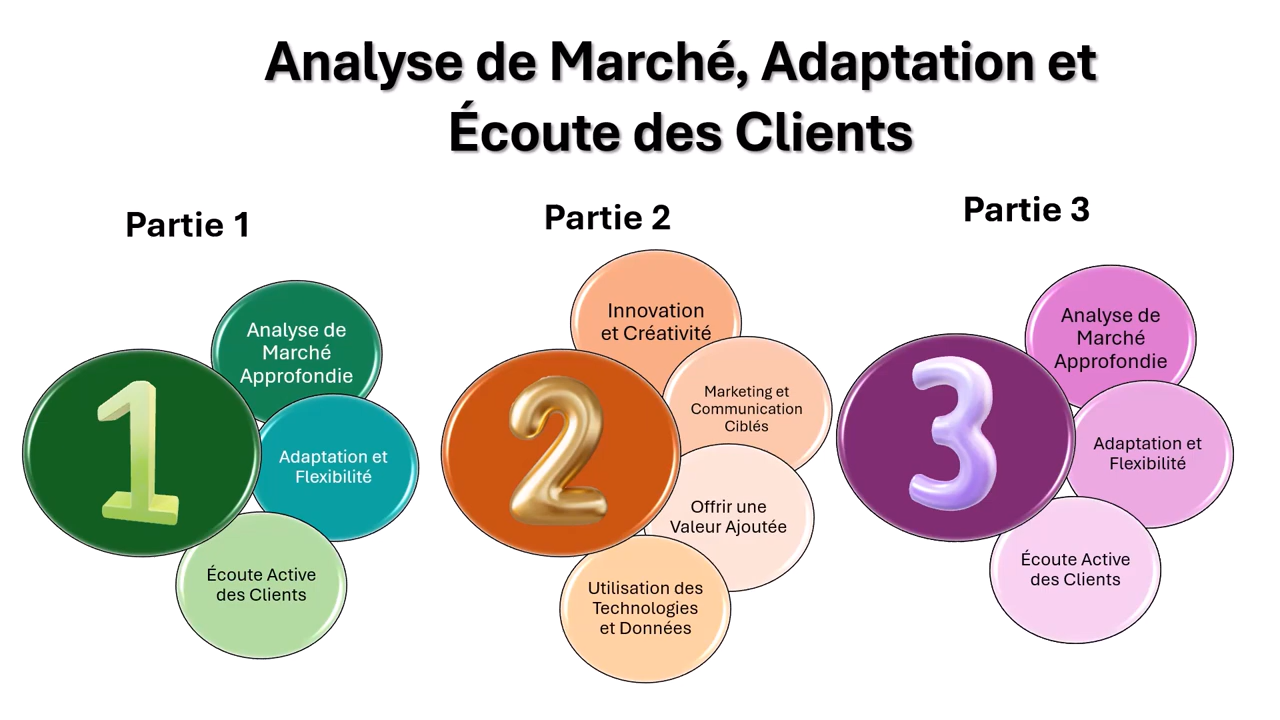 Analyse de Marché, Adaptation et
Écoute des Clients
Partie 1
1
Analyse de
Marché
Approfondie
Adaptation et
Flexibilité
Écoute Active
des Clients
Partie 2
2
Innovation
et Créativité
Marketing et
Communication
Ciblés
Offrir une
Valeur Ajoutée
Utilisation des
Technologies
et Données
Partie 3
3
Analyse de
Marché
Approfondie
Adaptation et
Flexibilité
Écoute Active
des Clients